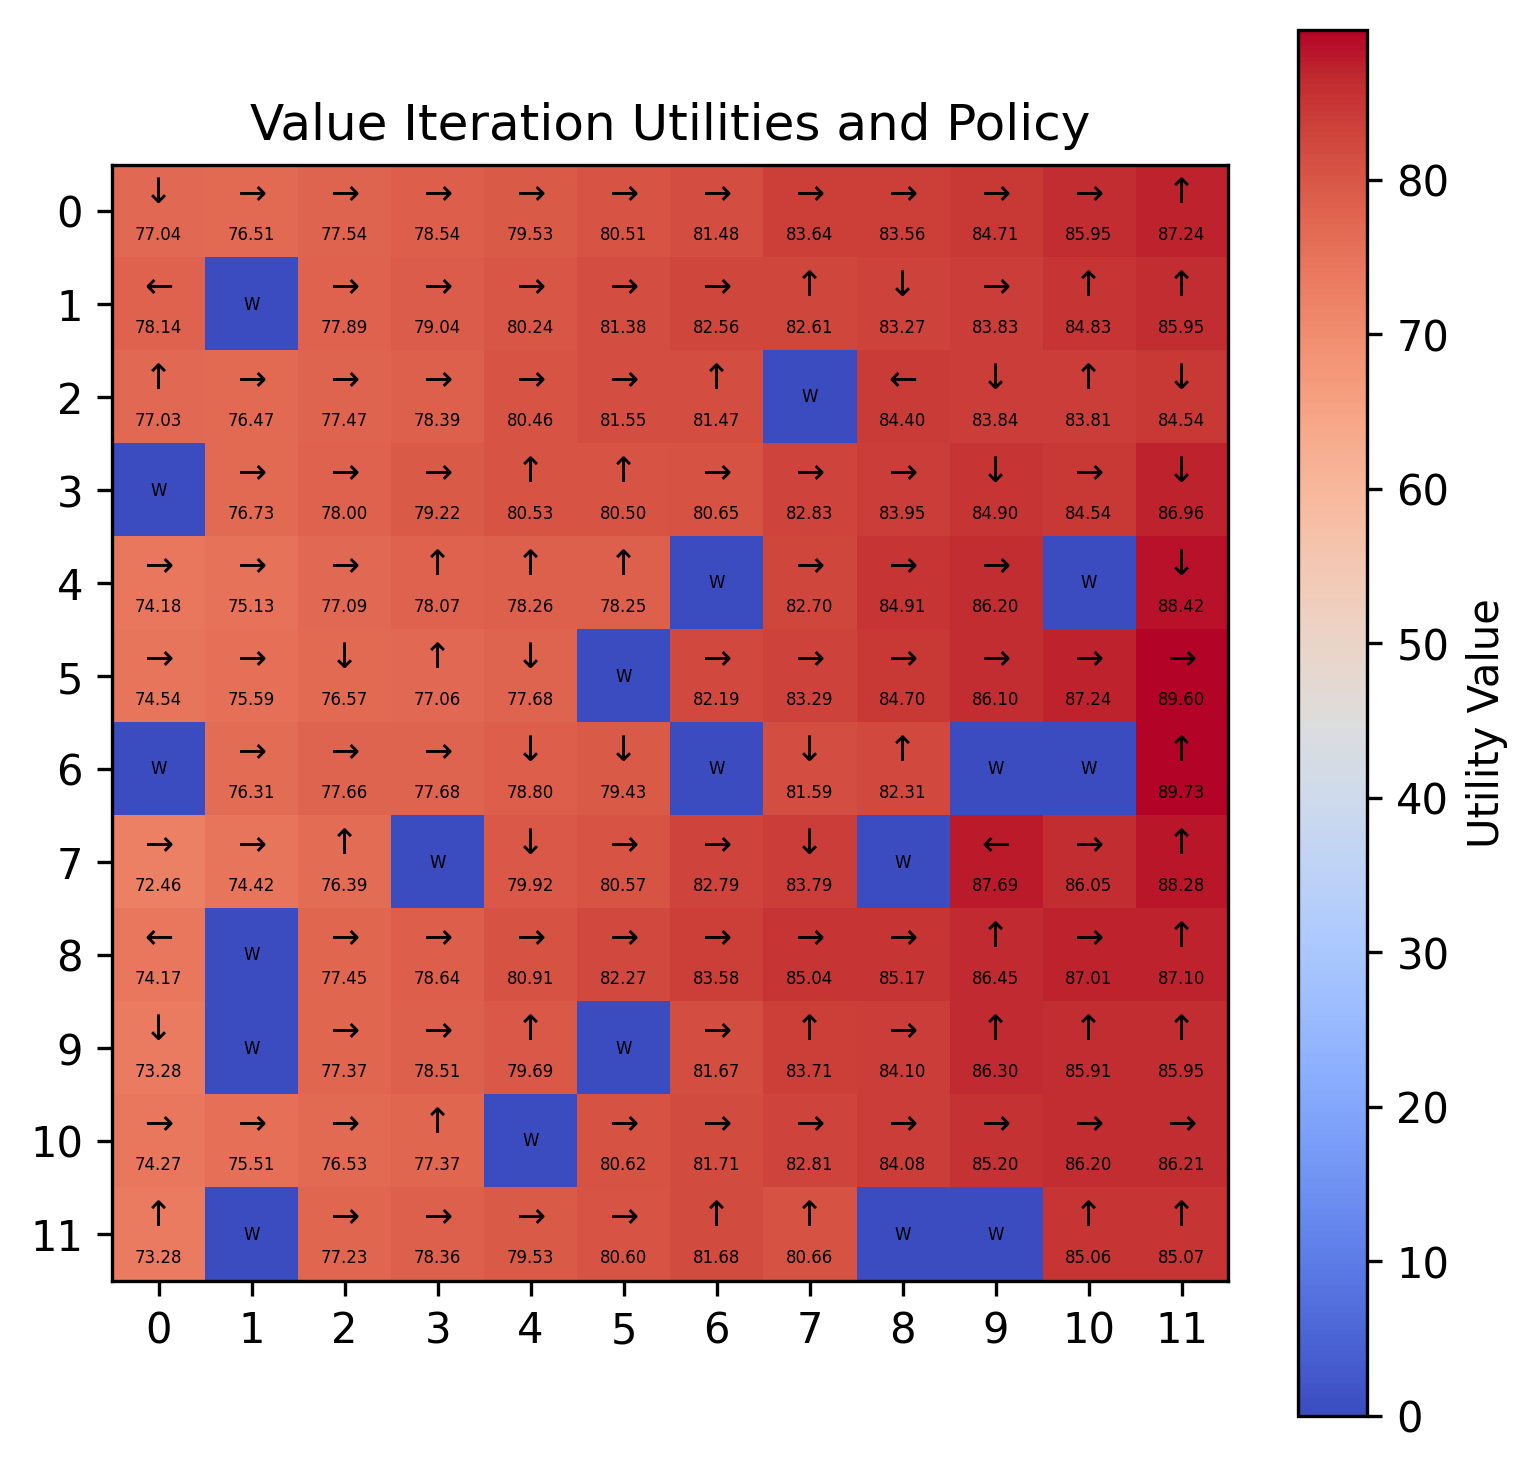 Value Iteration Utilities and Policy
0 ↓ → → → → → → → → → → ↑
77.04 76.51 77.54 78.54 79.53 80.51 81.48 83.64 83.56 84.71 85.95 87.24
1 ← W → → → → → ↑ ↓ → ↑ ↑
78.14 77.89 79.04 80.24 81.38 82.56 82.61 83.27 83.83 84.83 85.95
2 ↑ → → → → → ↑ W ← ↓ ↑ ↓
77.03 76.47 77.47 78.39 80.46 81.55 81.47 84.40 83.84 83.81 84.54
3 W → → → ↑ ↑ → → → ↓ → ↓
76.73 78.00 79.22 80.53 80.50 80.65 82.83 83.95 84.90 84.54 86.96
4 → → → ↑ ↑ ↑ W → → → W ↓
74.18 75.13 77.09 78.07 78.26 78.25 82.70 84.91 86.20 88.42
5 → → ↓ ↑ ↓ W → → → → → →
74.54 75.59 76.57 77.06 77.68 82.19 83.29 84.70 86.10 87.24 89.60
6 W → → → ↓ ↓ W ↓ ↑ W W ↑
76.31 77.66 77.68 78.80 79.43 81.59 82.31 89.73
7 → → ↑ W ↓ → → ↓ W ← → ↑
72.46 74.42 76.39 79.92 80.57 82.79 83.79 87.69 86.05 88.28
8 ← W → → → → → → → ↑ → ↑
74.17 77.45 78.64 80.91 82.27 83.58 85.04 85.17 86.45 87.01 87.10
9 ↓ W → → ↑ W → ↑ → ↑ ↑ ↑
73.28 77.37 78.51 79.69 81.67 83.71 84.10 86.30 85.91 85.95
10 → → → ↑ W → → → → → → →
74.27 75.51 76.53 77.37 80.62 81.71 82.81 84.08 85.20 86.20 86.21
11 ↑ W → → → → ↑ ↑ W W ↑ ↑
73.28 77.23 78.36 79.53 80.60 81.68 80.66 85.06 85.07
0 1 2 3 4 5 6 7 8 9 10 11
80
70
60
50
40
30
20
10
0
Utility Value